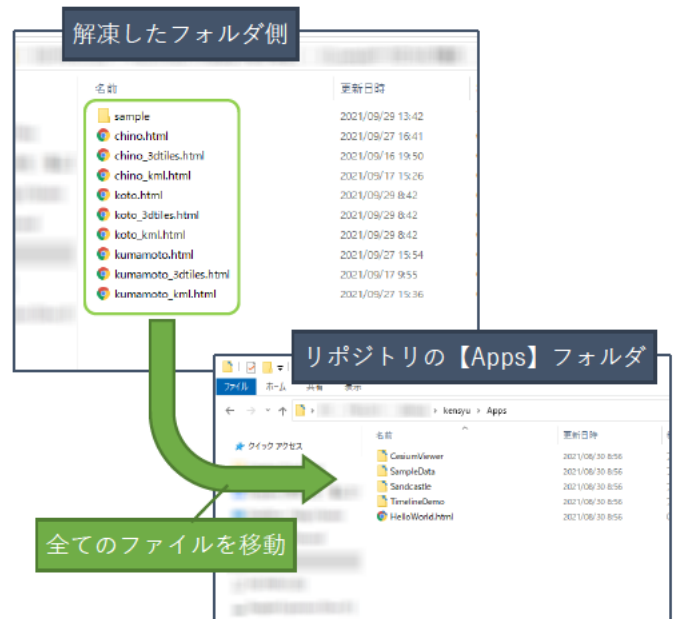 解凍したフォルダ側
名前 更新日時
sample 2021/09/29 13:42
chino.html 2021/09/27 16:41
chino_3dtiles.html 2021/09/16 19:50
chino_kml.html 2021/09/17 15:26
koto.html 2021/09/29 8:42
koto_3dtiles.html 2021/09/29 8:42
koto_kml.html 2021/09/29 8:42
kumamoto.html 2021/09/27 15:54
kumamoto_3dtiles.html 2021/09/17 9:55
kumamoto_kml.html 2021/09/27 15:36
リポジトリの【Apps】フォルダ
ファイル ホーム 共有 表示
kensyu › Apps
クイック アクセス
名前 更新日時
CesiumViewer 2021/08/30 8:56
SampleData 2021/08/30 8:56
Sandcastle 2021/08/30 8:56
TimelineDemo 2021/08/30 8:56
HelloWorld.html 2021/08/30 8:56
全てのファイルを移動